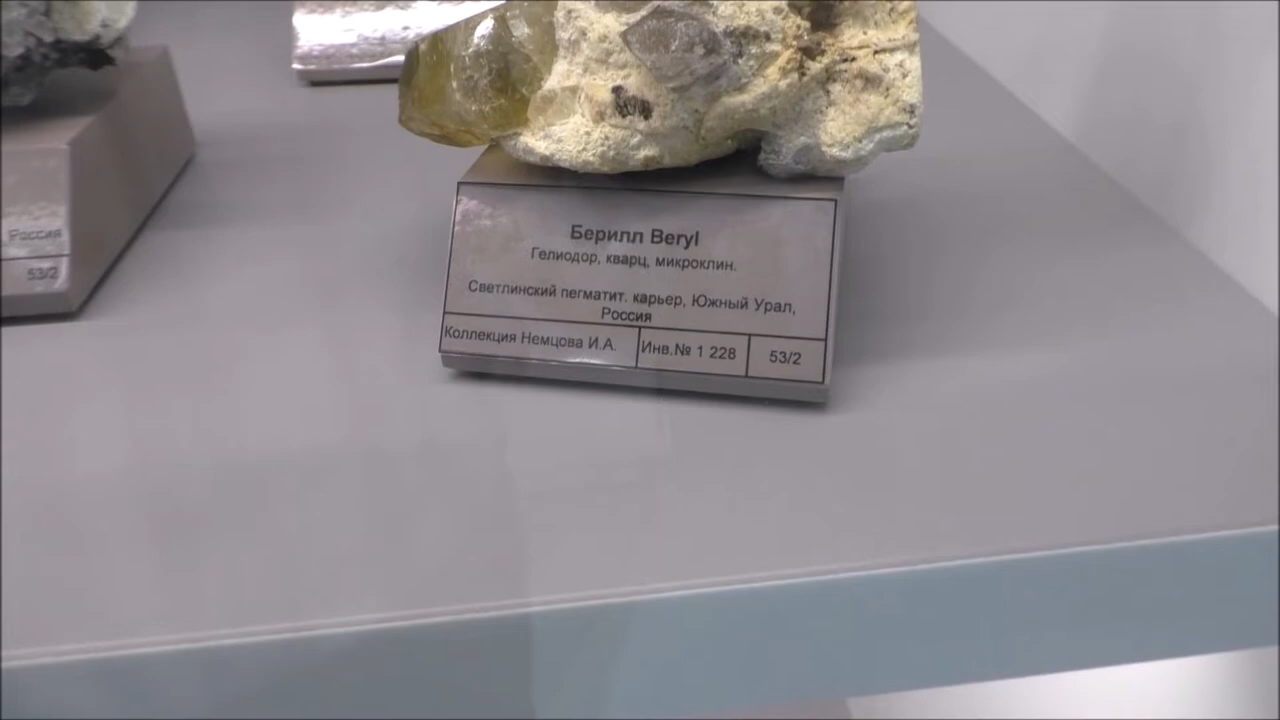 Берилл Beryl
Гелиодор, кварц, микроклин.
Светлинский пегматит. карьер, Южный Урал,
Россия
Коллекция Немцова И.А.
Инв.№ 1 228
53/2
Россия
53/2